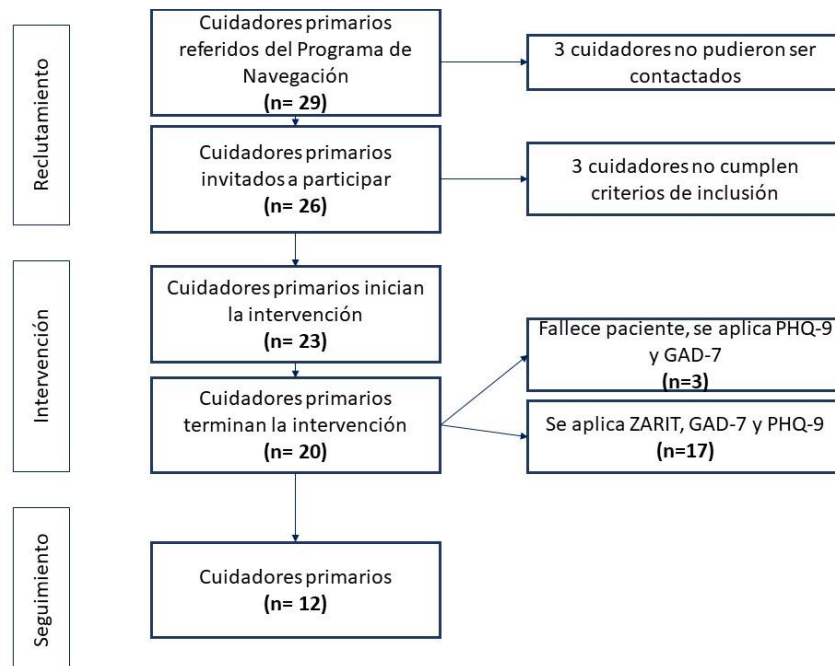 Reclutamiento
Cuidadores primarios
referidos del Programa de
Navegación
(n= 29)
3 cuidadores no pudieron ser
contactados
Cuidadores primarios
invitados a participar
(n= 26)
3 cuidadores no cumplen
criterios de inclusión
Intervención
Cuidadores primarios inician
la intervención
(n= 23)
Cuidadores primarios
terminan la intervención
(n= 20)
Fallece paciente, se aplica PHQ-9
y GAD-7
(n=3)
Se aplica ZARIT, GAD-7 y PHQ-9
(n=17)
Seguimiento
Cuidadores primarios
(n= 12)